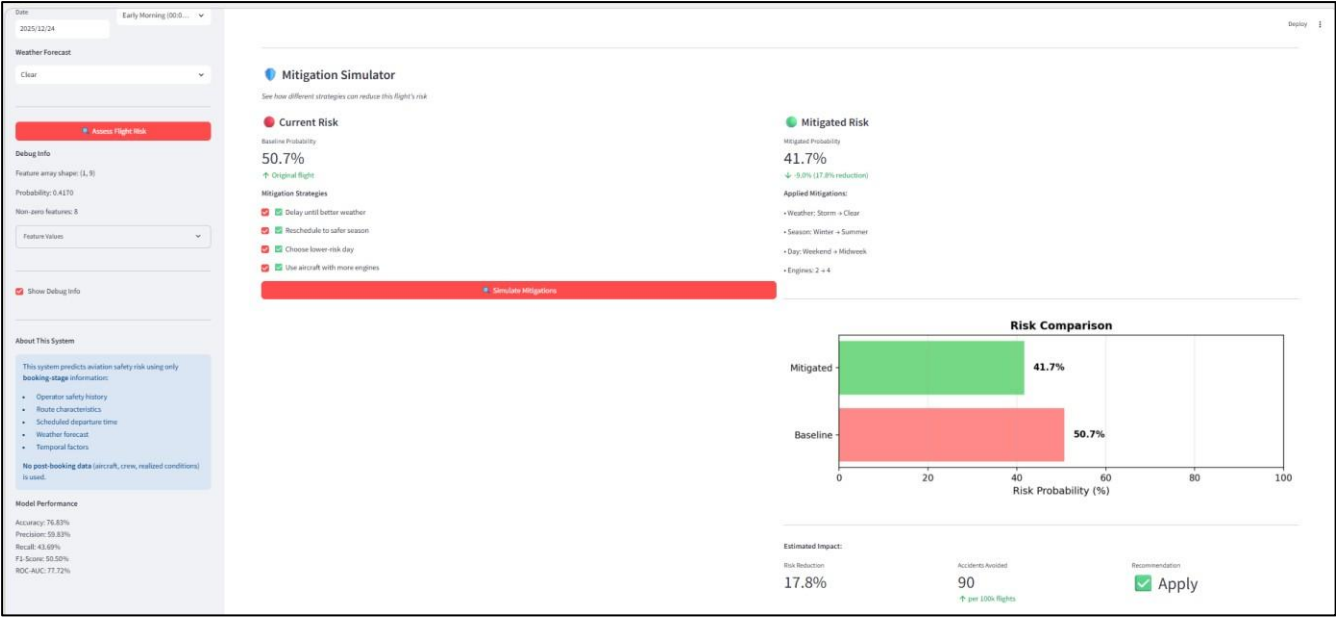 Date
Early Morning (00:0...
2025/12/24
Weather Forecast
Clear
Assess Flight Risk
Debug Info
Feature array shape: (1, 9)
Probability: 0.4170
Non-zero features: 8
Feature Values
Show Debug Info
About This System
This system predicts aviation safety risk using only
booking-stage information:
• Operator safety history
• Route characteristics
• Scheduled departure time
• Weather forecast
• Temporal factors
No post-booking data (aircraft, crew, realized conditions)
is used.
Model Performance
Accuracy: 76.83%
Precision: 59.83%
Recall: 43.69%
F1-Score: 50.50%
ROC-AUC: 77.72%
Deploy
Mitigation Simulator
See how different strategies can reduce this flight's risk
Current Risk
Baseline Probability
50.7%
↑ Original flight
Mitigation Strategies
Delay until better weather
Reschedule to safer season
Choose lower-risk day
Use aircraft with more engines
Simulate Mitigations
Mitigated Risk
Mitigated Probability
41.7%
↓ -9.0% (17.8% reduction)
Applied Mitigations:
• Weather: Storm → Clear
• Season: Winter → Summer
• Day: Weekend → Midweek
• Engines: 2 → 4
Risk Comparison
Mitigated
41.7%
Baseline
50.7%
0 20 40 60 80 100
Risk Probability (%)
Estimated Impact:
Risk Reduction
17.8%
Accidents Avoided
90
↑ per 100k flights
Recommendation
Apply